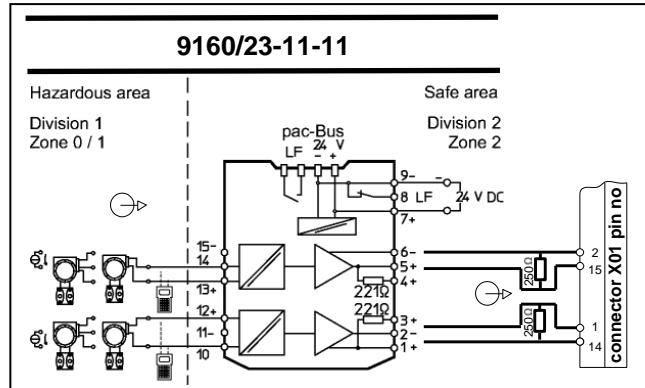 9160/23-11-11
Hazardous area
Safe area
Division 1
Zone 0 / 1
Division 2
Zone 2
pac-Bus
LF 24 V
- +
9-
-
8 LF
24 V DC
7+
+
15-
14
13+
6-
5+
4+
221Ω
221Ω
12+
11-
10
3+
2-
1+
250Ω
250Ω
2
15
1
14
connector X01 pin no